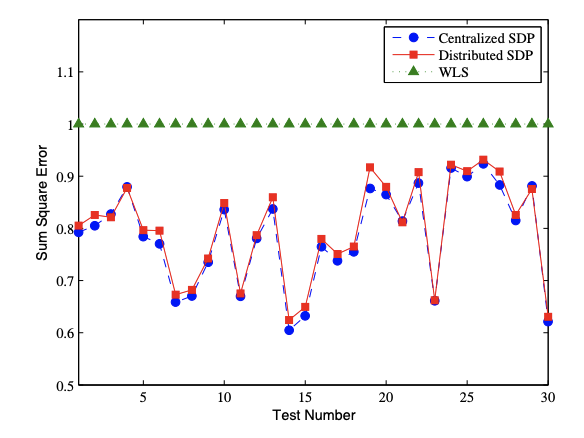 Centralized SDP
Distributed SDP
WLS
1.1
1
0.9
0.8
0.7
0.6
0.5
Sum Square Error
5
10
15
20
25
30
Test Number